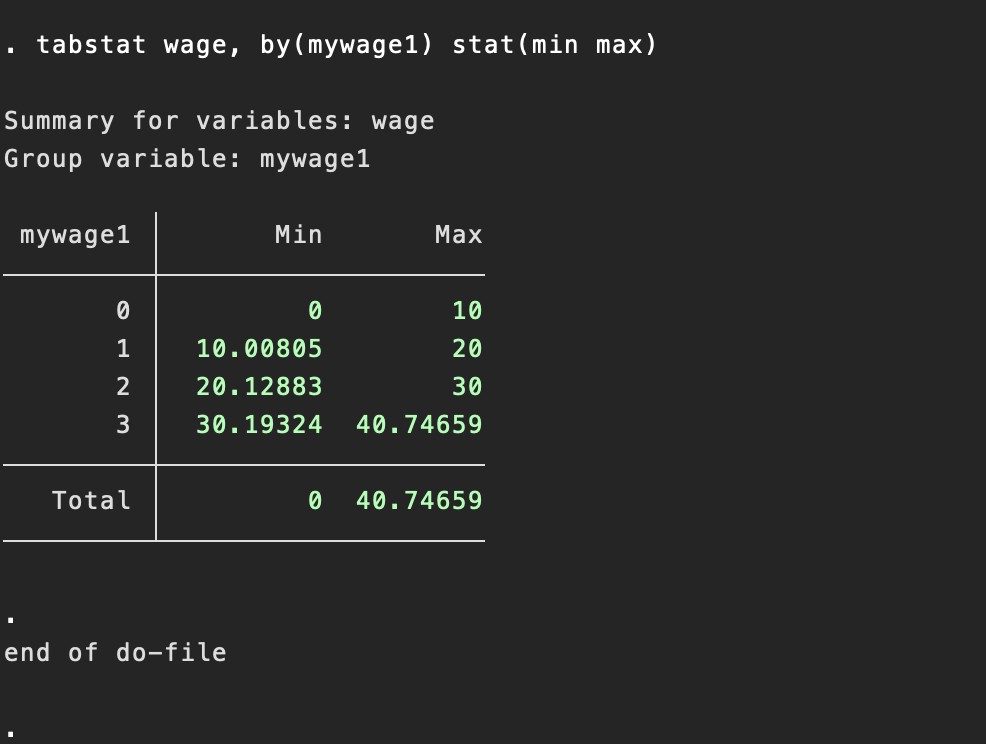 . tabstat wage, by(mywage1) stat(min max)
Summary for variables: wage
Group variable: mywage1
mywage1 Min Max
0 0 10
1 10.00805 20
2 20.12883 30
3 30.19324 40.74659
Total 0 40.74659
.
end of do-file
.